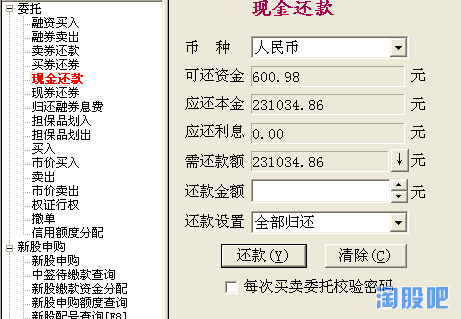 委托
融资买入
融券卖出
卖券还款
买券还券
现金还款
现券还券
归还融券息费
担保品划入
担保品划出
买入
市价买入
卖出
市价卖出
权证行权
撤单
信用额度分配
新股申购
新股申购
中签待缴款查询
新股缴款资金分配
新股申购额度查询
新股配号查询[F8]
现金还款
币 种 人民币
可还资金 600.98 元
应还本金 231034.86 元
应还利息 0.00 元
需还款额 231034.86 ↓ 元
还款金额 元
还款设置 全部归还
还款(Y) 清除(C)
每次买卖委托校验密码
淘股吧